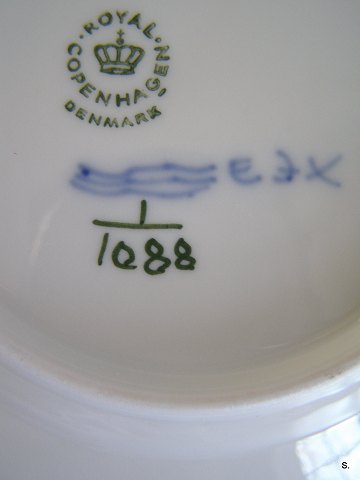 ROYAL
COPENHAGEN
DENMARK
1
1088
S.